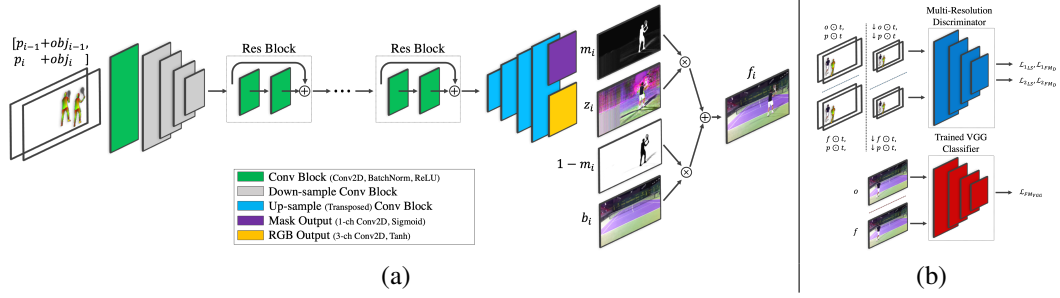 [p_{i-1}+obj_{i-1},
p_i +obj_i ]
Res Block
Res Block
m_i
z_i
1 − m_i
b_i
f_i
Conv Block (Conv2D, BatchNorm, ReLU)
Down-sample Conv Block
Up-sample (Transposed) Conv Block
Mask Output (1-ch Conv2D, Sigmoid)
RGB Output (3-ch Conv2D, Tanh)
(a)
Multi-Resolution
Discriminator
o ⊙ t, ↓ o ⊙ t,
p ⊙ t ↓ p ⊙ t
f ⊙ t, ↓ f ⊙ t,
p ⊙ t, ↓ p ⊙ t,
Trained VGG
Classifier
o
f
(b)